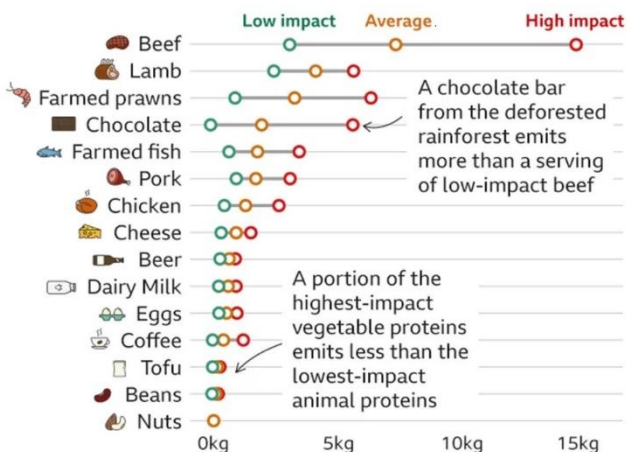 Low impact Average. High impact
Beef
Lamb
Farmed prawns
Chocolate
Farmed fish
Pork
Chicken
Cheese
Beer
Dairy Milk
Eggs
Coffee
Tofu
Beans
Nuts
A chocolate bar
from the deforested
rainforest emits
more than a serving
of low-impact beef
A portion of the
highest-impact
vegetable proteins
emits less than the
lowest-impact
animal proteins
0kg 5kg 10kg 15kg